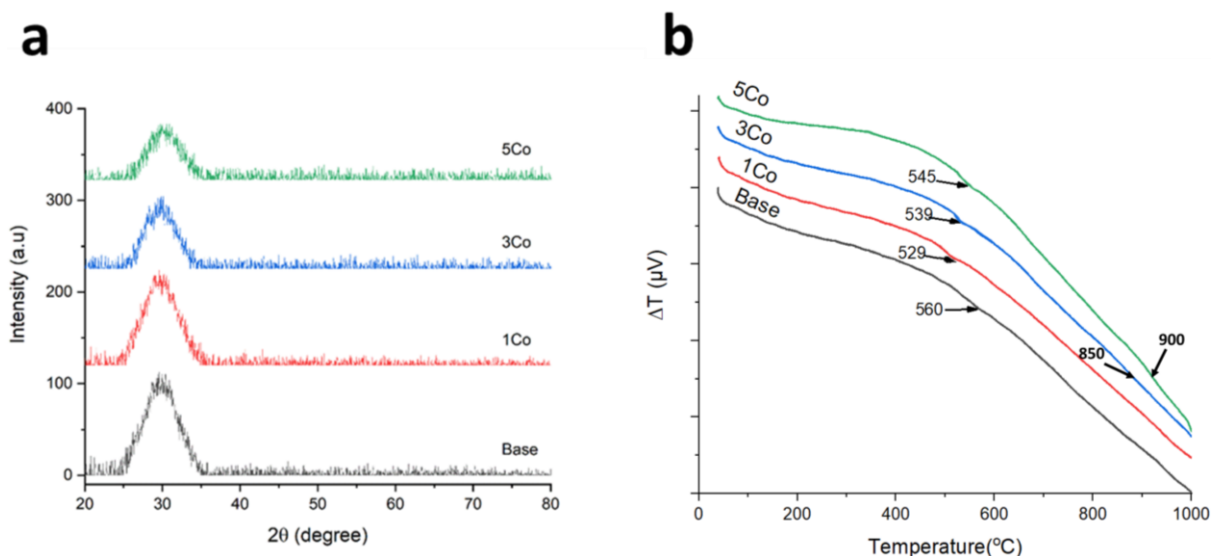 a
400
300
200
100
0
Intensity (a.u)
5Co
3Co
1Co
Base
20 30 40 50 60 70 80
2θ (degree)
b
5Co
3Co
1Co
Base
545
539
529
560
850
900
ΔT (µV)
0 200 400 600 800 1000
Temperature(°C)